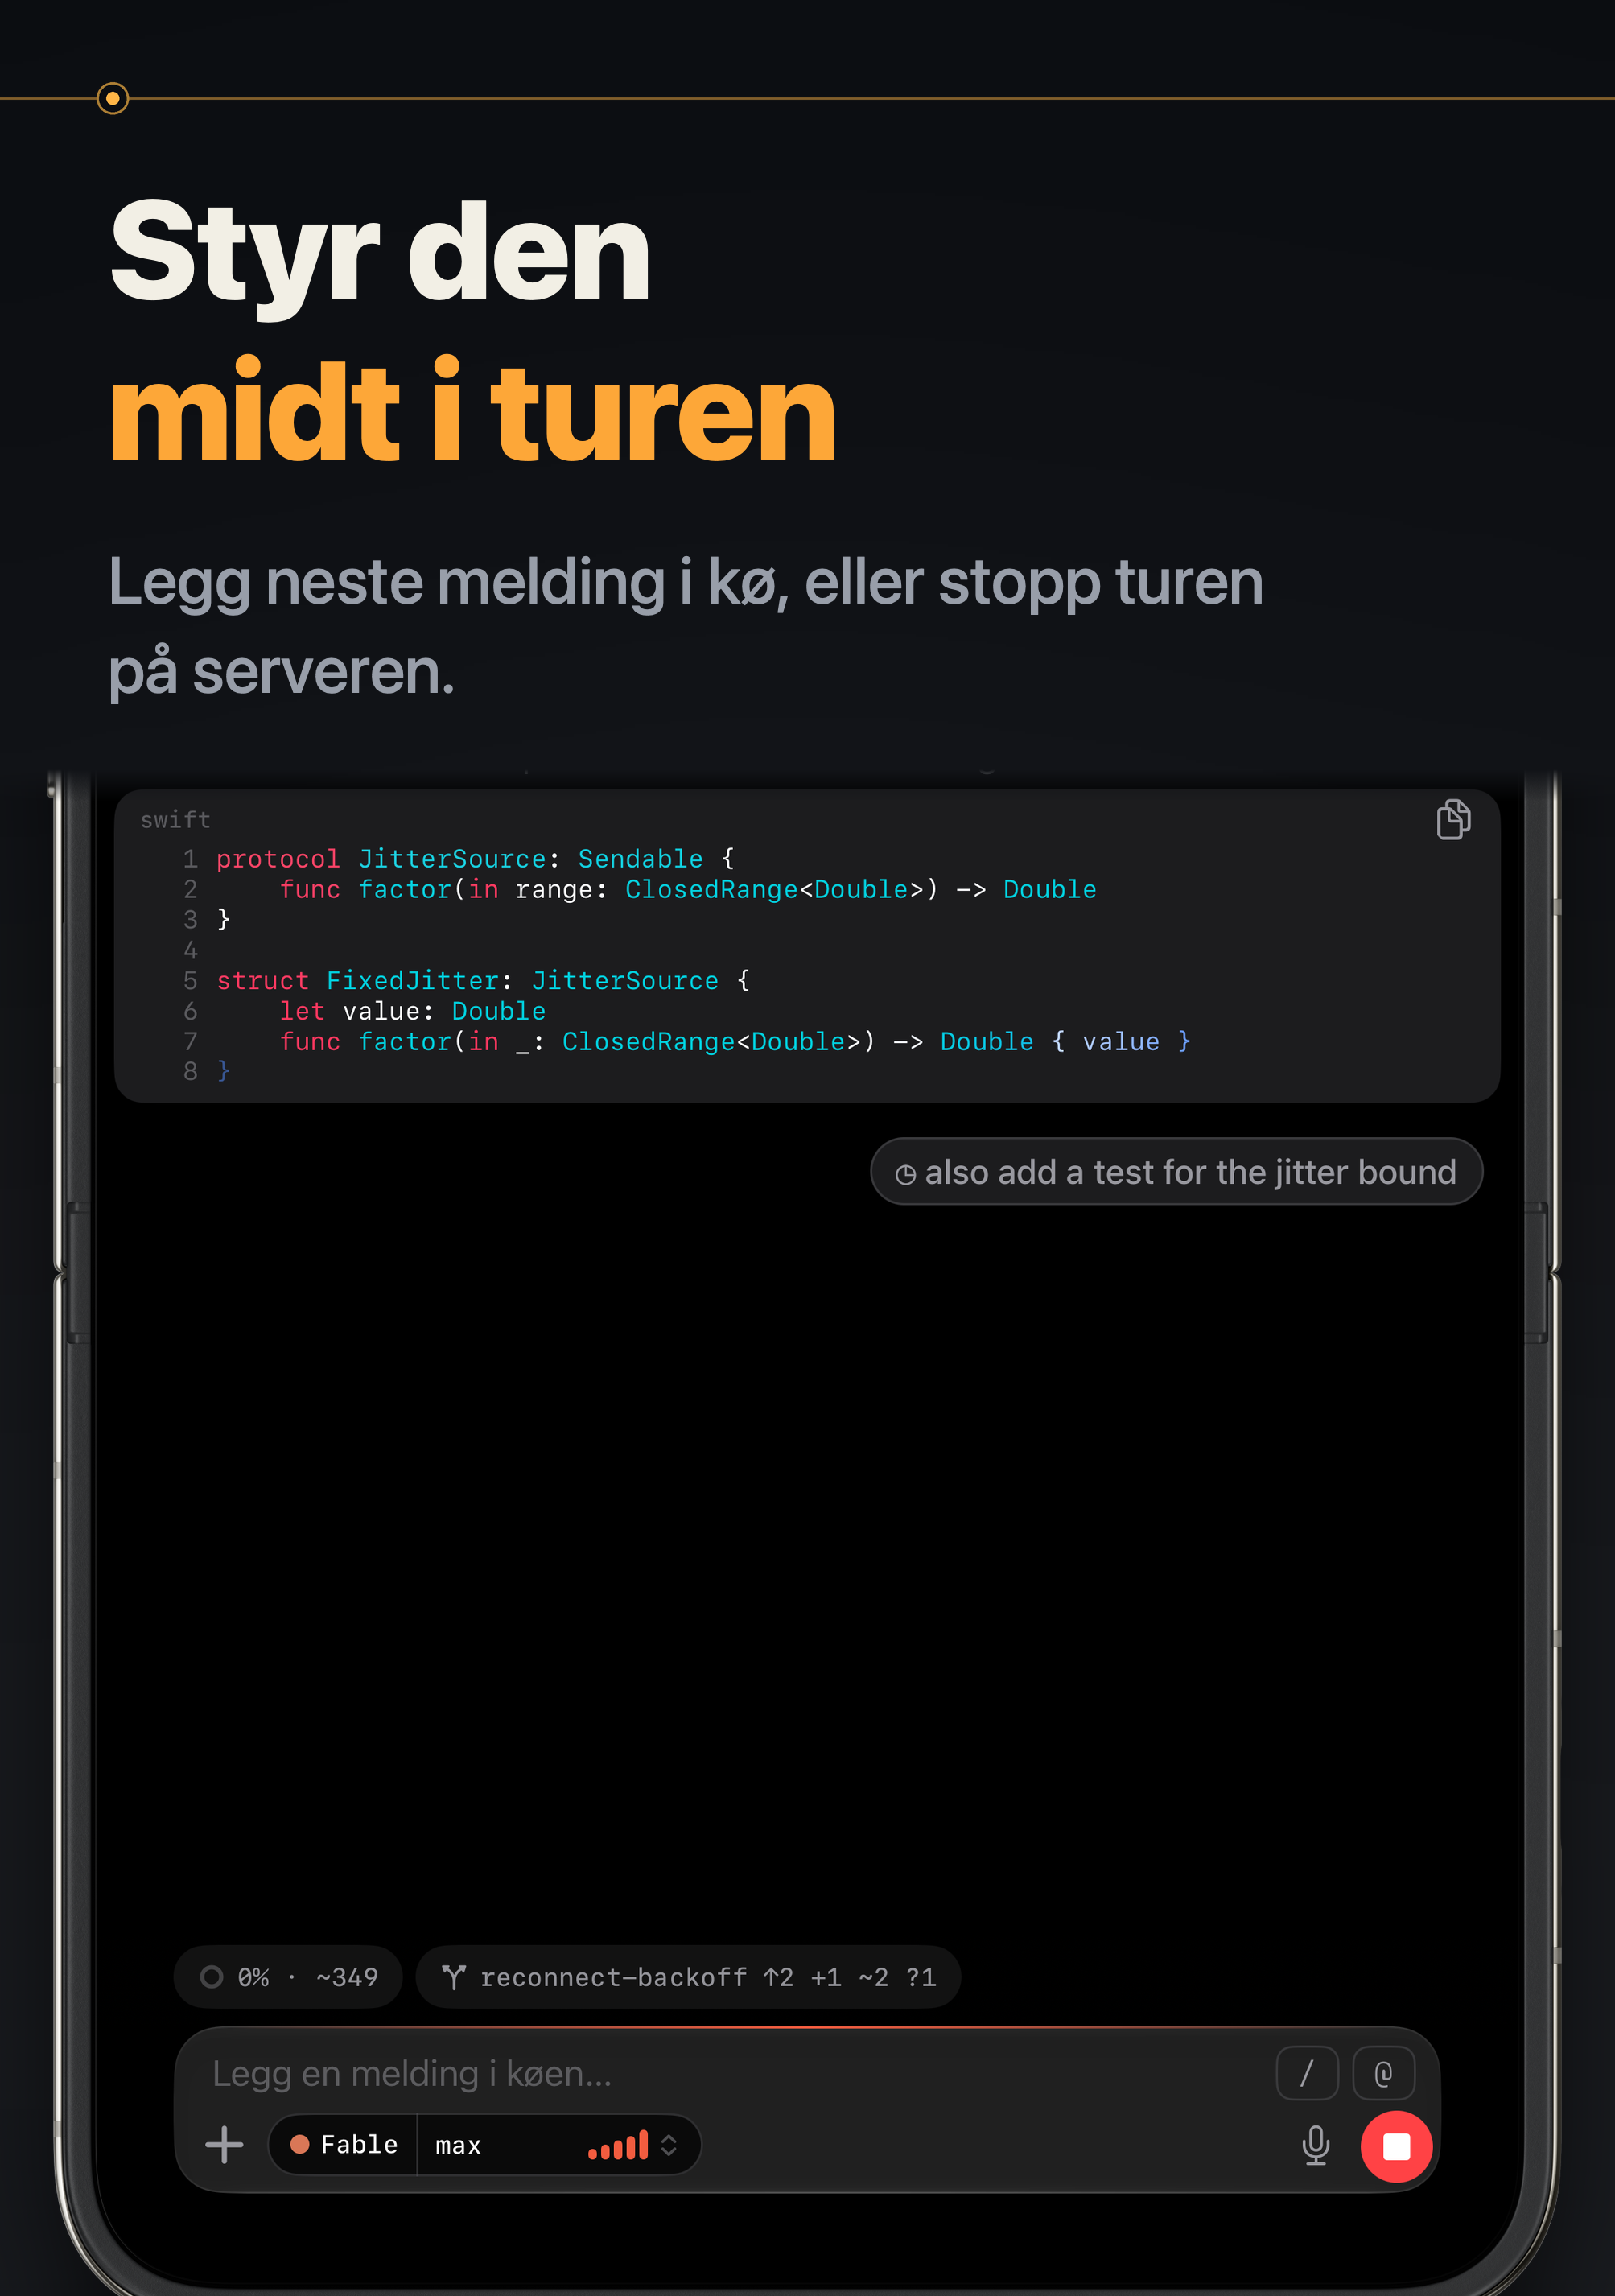 Styr den
midt i turen
Legg neste melding i kø, eller stopp turen
på serveren.
swift
1 protocol JitterSource: Sendable {
2     func factor(in range: ClosedRange<Double>) -> Double
3 }
4
5 struct FixedJitter: JitterSource {
6     let value: Double
7     func factor(in _: ClosedRange<Double>) -> Double { value }
8 }
also add a test for the jitter bound
0% · ~349
reconnect-backoff ↑2 +1 ~2 ?1
Legg en melding i køen...
/ @
Fable max